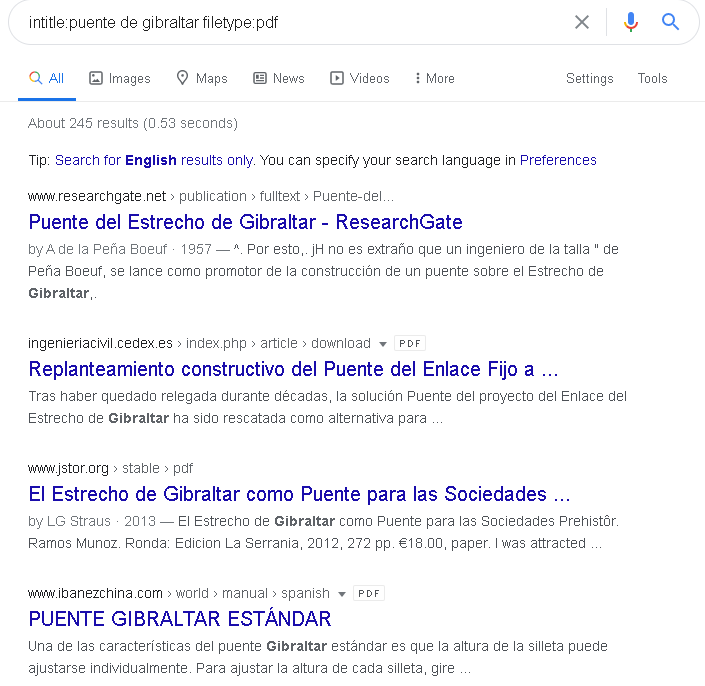 intitle:puente de gibraltar filetype:pdf
All Images Maps News Videos More Settings Tools
About 245 results (0.53 seconds)
Tip: Search for English results only. You can specify your search language in Preferences
www.researchgate.net › publication › fulltext › Puente-del...
Puente del Estrecho de Gibraltar - ResearchGate
by A de la Peña Boeuf · 1957 — ^. Por esto,. jH no es extraño que un ingeniero de la talla " de
Peña Boeuf, se lance como promotor de la construcción de un puente sobre el Estrecho de
Gibraltar,.
ingenieriacivil.cedex.es › index.php › article › download PDF
Replanteamiento constructivo del Puente del Enlace Fijo a ...
Tras haber quedado relegada durante décadas, la solución Puente del proyecto del Enlace del
Estrecho de Gibraltar ha sido rescatada como alternativa para ...
www.jstor.org › stable › pdf
El Estrecho de Gibraltar como Puente para las Sociedades ...
by LG Straus · 2013 — El Estrecho de Gibraltar como Puente para las Sociedades Prehistôr.
Ramos Munoz. Ronda: Edicion La Serrania, 2012, 272 pp. €18.00, paper. I was attracted ...
www.ibanezchina.com › world › manual › spanish PDF
PUENTE GIBRALTAR ESTÁNDAR
Una de las características del puente Gibraltar estándar es que la altura de la silleta puede
ajustarse individualmente. Para ajustar la altura de cada silleta, gire ...